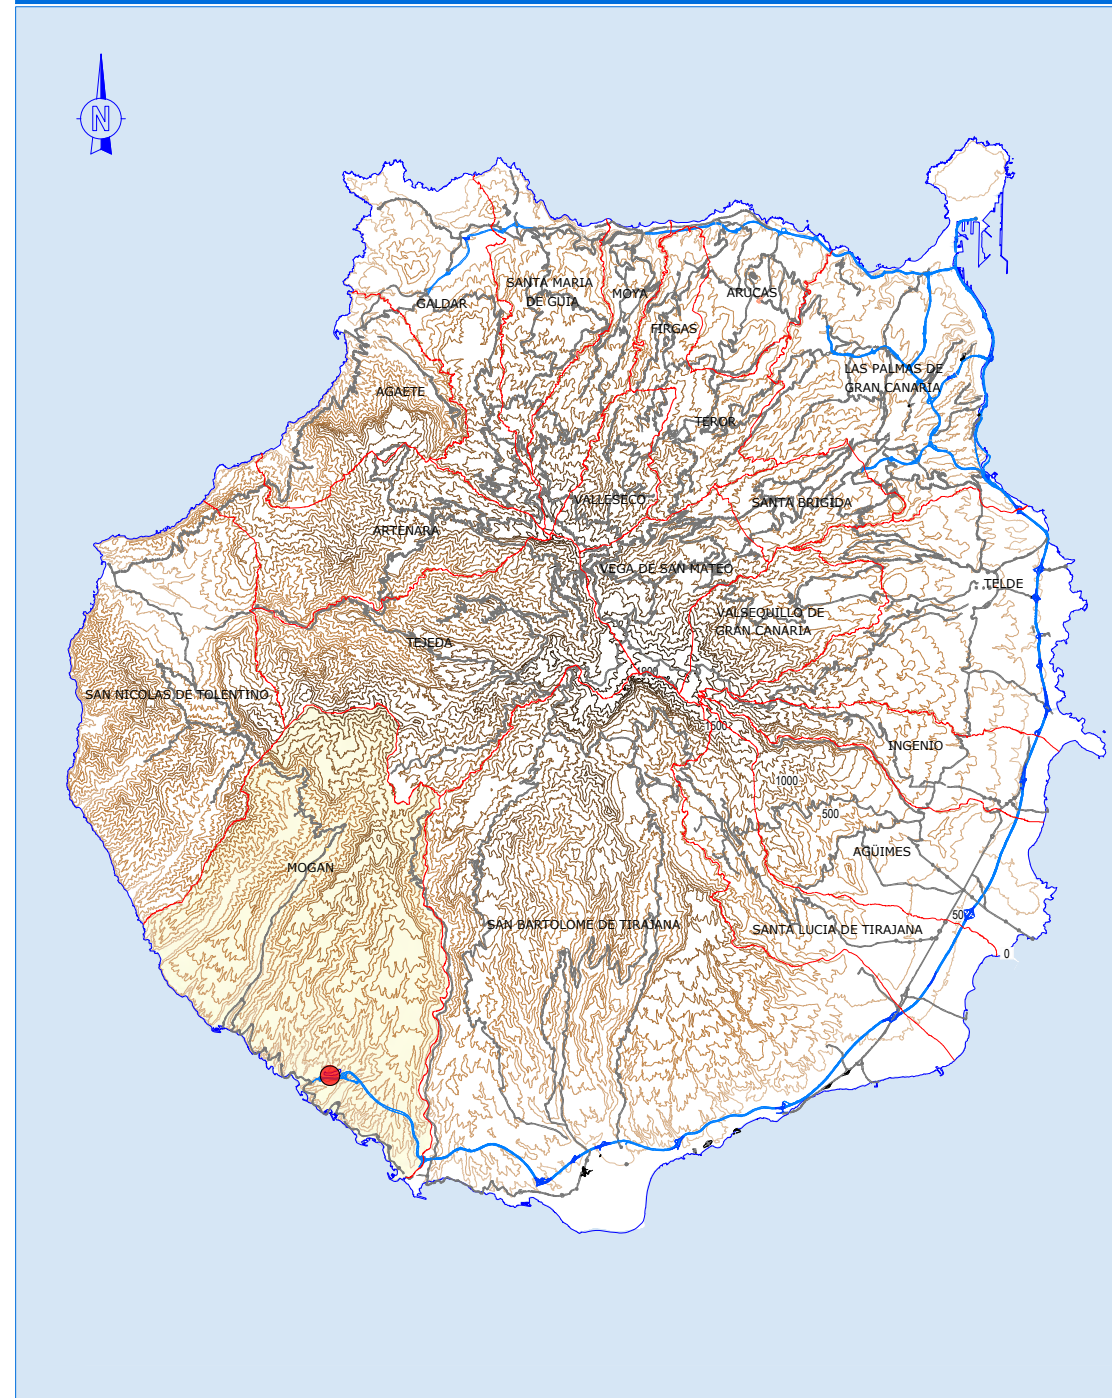 N
SANTA MARIA
DE GUIA
MOYA
ARUCAS
GALDAR
FIRGAS
LAS PALMAS DE
GRAN CANARIA
AGAETE
TEROR
VALLESECO
SANTA BRIGIDA
ARTENARA
VEGA DE SAN MATEO
TELDE
VALSEQUILLO DE
GRAN CANARIA
TEJEDA
SAN NICOLAS DE TOLENTINO
INGENIO
1000
500
AGÜIMES
MOGAN
SAN BARTOLOME DE TIRAJANA
SANTA LUCIA DE TIRAJANA
50
0